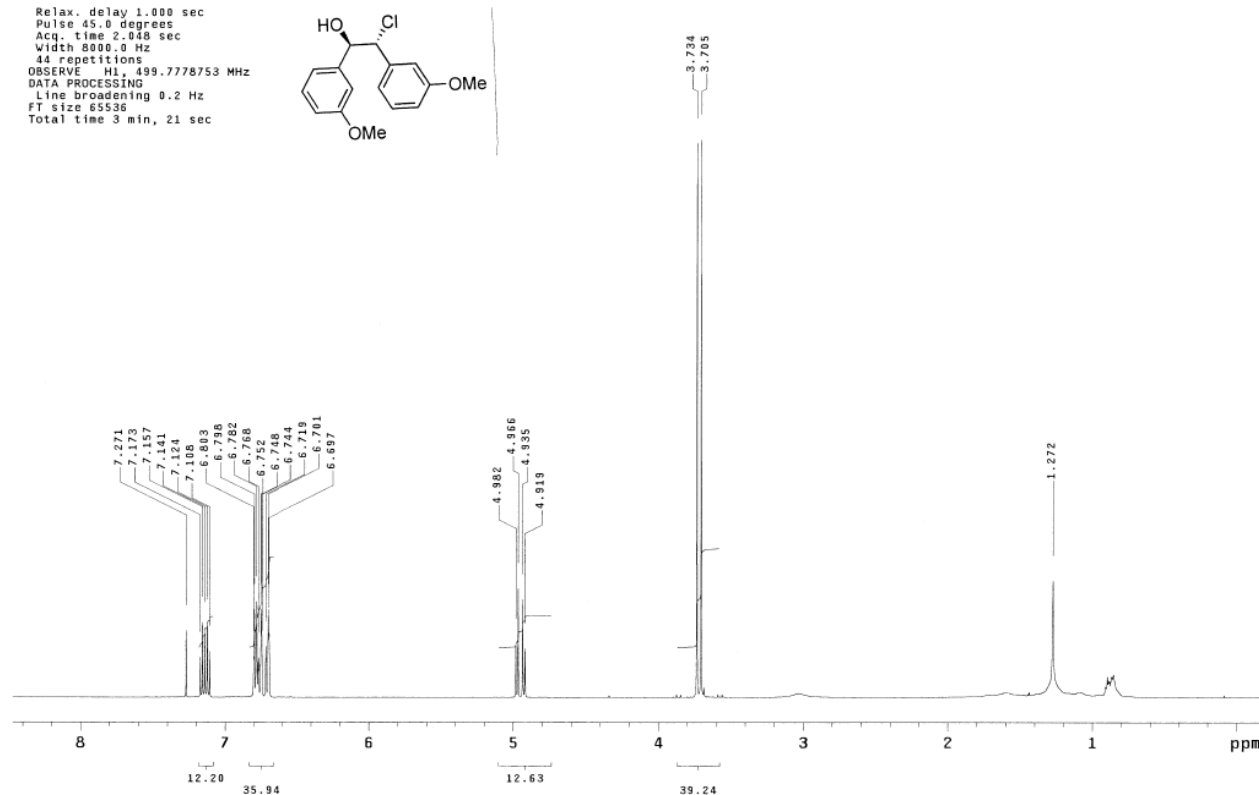 Relax. delay 1.000 sec
Pulse 45.0 degrees
Acq. time 2.048 sec
Width 8000.0 Hz
44 repetitions
OBSERVE H1, 499.7778753 MHz
DATA PROCESSING
Line broadening 0.2 Hz
FT size 65536
Total time 3 min, 21 sec
HO
Cl
OMe
OMe
3.734
3.705
7.271
7.173
7.157
7.141
7.124
7.108
6.803
6.798
6.782
6.768
6.752
6.748
6.744
6.719
6.701
6.697
4.982
4.966
4.935
4.919
1.272
8 7 6 5 4 3 2 1 ppm
12.20
35.94
12.63
39.24